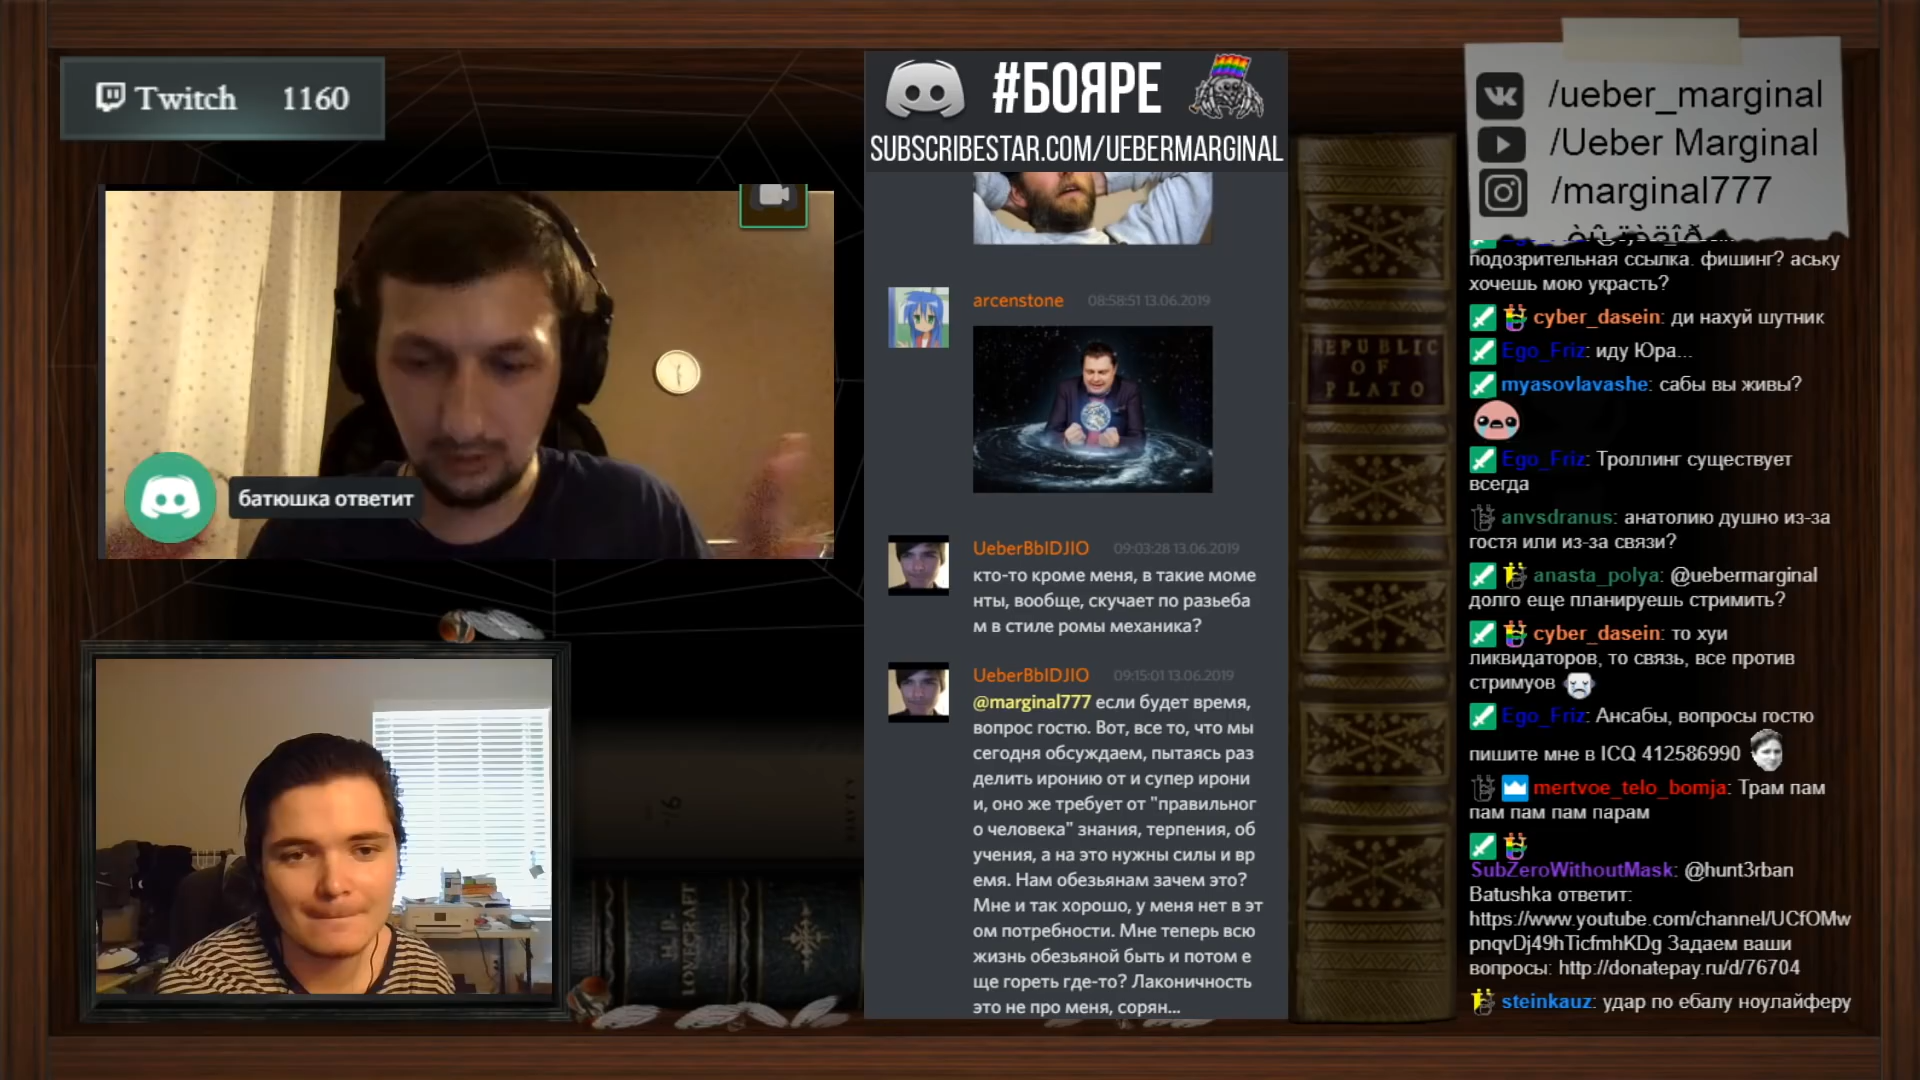 Twitch 1160
батюшка ответит
#БОЯРЕ
SUBSCRIBESTAR.COM/UEBERMARGINAL
arcenstone 08:58:51 13.06.2019
UeberBbIDJIO 09:03:28 13.06.2019
кто-то кроме меня, в такие моме
нты, вообще, скучает по разьеба
м в стиле ромы механика?
UeberBbIDJIO 09:15:01 13.06.2019
@marginal777 если будет время,
вопрос гостю. Вот, все то, что мы
сегодня обсуждаем, пытаясь раз
делить иронию от и супер ирони
и, оно же требует от "правильног
о человека" знания, терпения, об
учения, а на это нужны силы и вр
емя. Нам обезьянам зачем это?
Мне и так хорошо, у меня нет в эт
ом потребности. Мне теперь всю
жизнь обезьяной быть и потом е
ще гореть где-то? Лаконичность
это не про меня, сорян...
REPUBLIC
OF
PLATO
H. P.
LOVECRAFT
/ueber_marginal
/Ueber Marginal
/marginal777
подозрительная ссылка. фишинг? аську
хочешь мою украсть?
cyber_dasein: ди нахуй шутник
Ego_Friz: иду Юра...
myasovlavashe: сабы вы живы?
Ego_Friz: Троллинг существует
всегда
anvsdranus: анатолию душно из-за
гостя или из-за связи?
anasta_polya: @uebermarginal
долго еще планируешь стримить?
cyber_dasein: то хуи
ликвидаторов, то связь, все против
стримуов
Ego_Friz: Ансабы, вопросы гостю
пишите мне в ICQ 412586990
mertvoe_telo_bomja: Трам пам
пам пам пам парам
SubZeroWithoutMask: @hunt3rban
Batushka ответит:
https://www.youtube.com/channel/UCfOMw
pnqvDj49hTicfmhKDg Задаем ваши
вопросы: http://donatepay.ru/d/76704
steinkauz: удар по ебалу ноулайферу